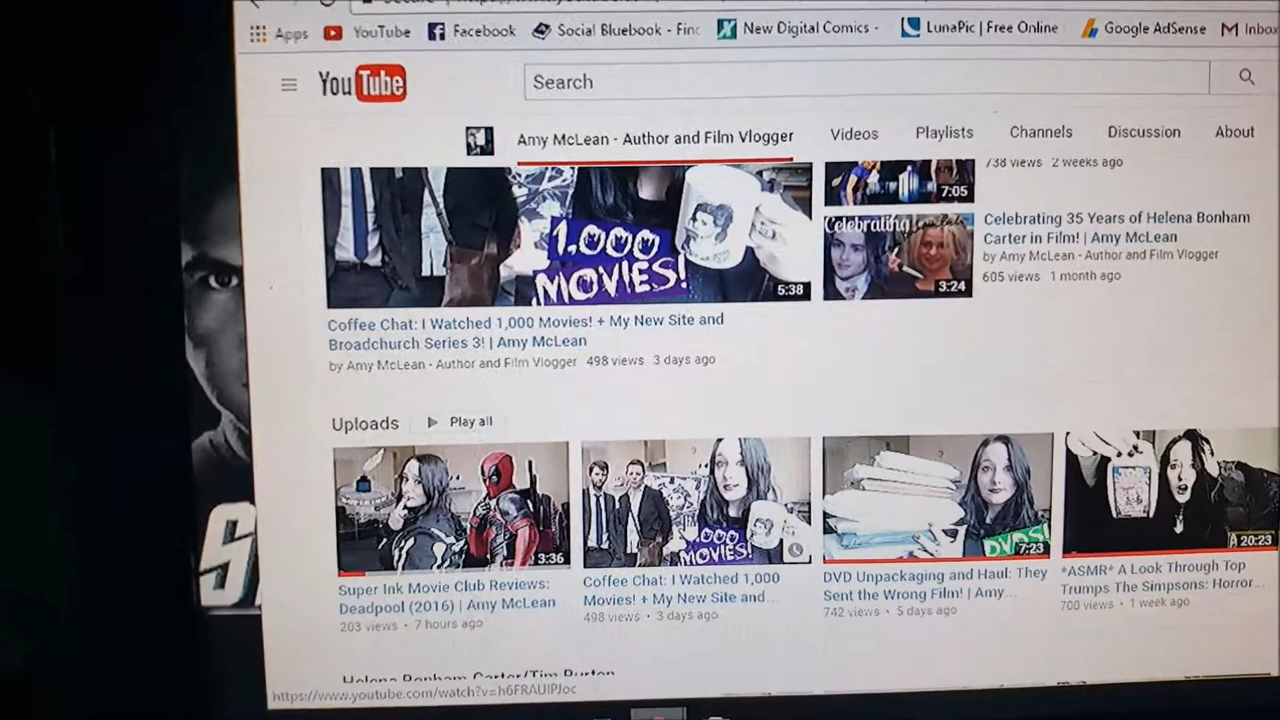 Apps YouTube Facebook Social Bluebook - Finc New Digital Comics - LunaPic | Free Online Google AdSense Inbox
YouTube Search
Amy McLean - Author and Film Vlogger Videos Playlists Channels Discussion About
738 views 2 weeks ago
7:05
1,000
MOVIES!
5:38
Celebrating
3:24
Celebrating 35 Years of Helena Bonham
Carter in Film! | Amy McLean
by Amy McLean - Author and Film Vlogger
605 views 1 month ago
Coffee Chat: I Watched 1,000 Movies! + My New Site and
Broadchurch Series 3! | Amy McLean
by Amy McLean - Author and Film Vlogger 498 views 3 days ago
Uploads Play all
3:36
1,000
MOVIES!
DVDS!
7:23
20:23
Super Ink Movie Club Reviews:
Deadpool (2016) | Amy McLean
203 views • 7 hours ago
Coffee Chat: I Watched 1,000
Movies! + My New Site and...
498 views • 3 days ago
DVD Unpackaging and Haul: They
Sent the Wrong Film! | Amy...
742 views • 5 days ago
*ASMR* A Look Through Top
Trumps The Simpsons: Horror...
700 views • 1 week ago
Helena Bonham Carter/Tim Burton
https://www.youtube.com/watch?v=h6FRAUIPJoc